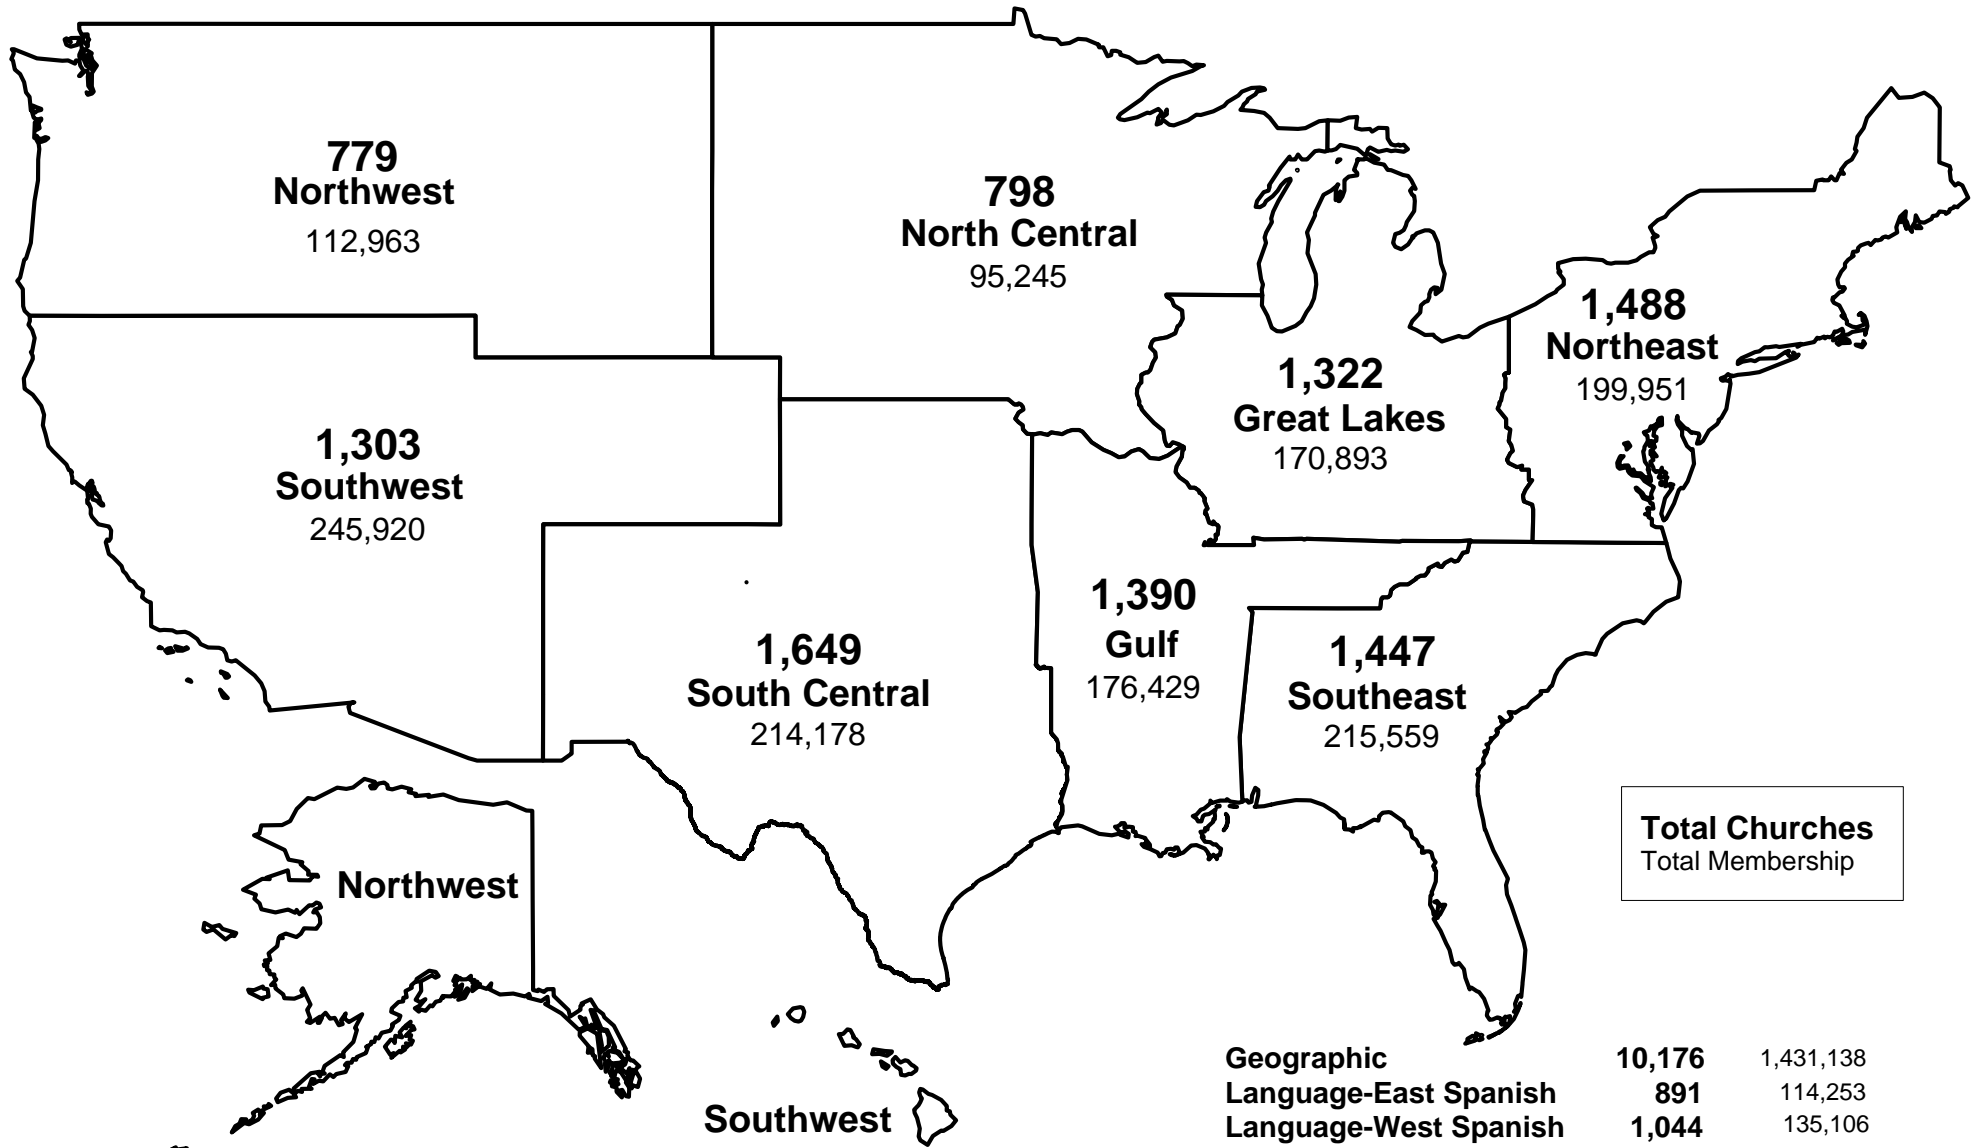 779
Northwest
112,963
798
North Central
95,245
1,488
Northeast
199,951
1,322
Great Lakes
170,893
1,303
Southwest
245,920
1,390
Gulf
176,429
1,649
South Central
214,178
1,447
Southeast
215,559
Total Churches
Total Membership
Northwest
Southwest
Geographic 10,176 1,431,138
Language-East Spanish 891 114,253
Language-West Spanish 1,044 135,106